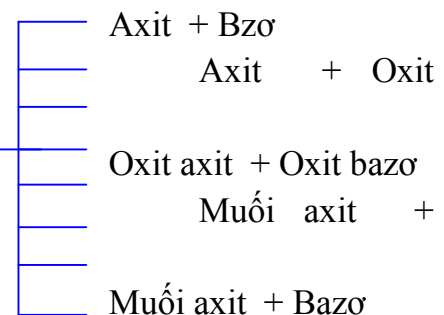 Axit + Bzơ
Axit + Oxit
Oxit axit + Oxit bazơ
Muối axit +
Muối axit + Bazơ